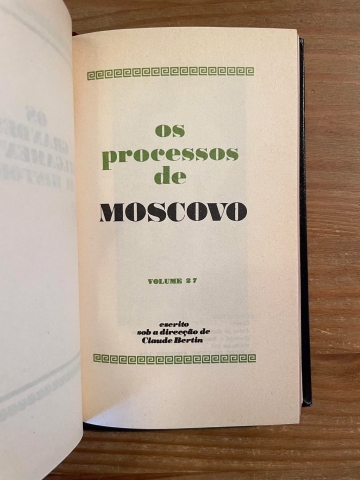 os
processos
de
MOSCOVO
VOLUME 27
escrito
sob a direcção de
Claude Bertin